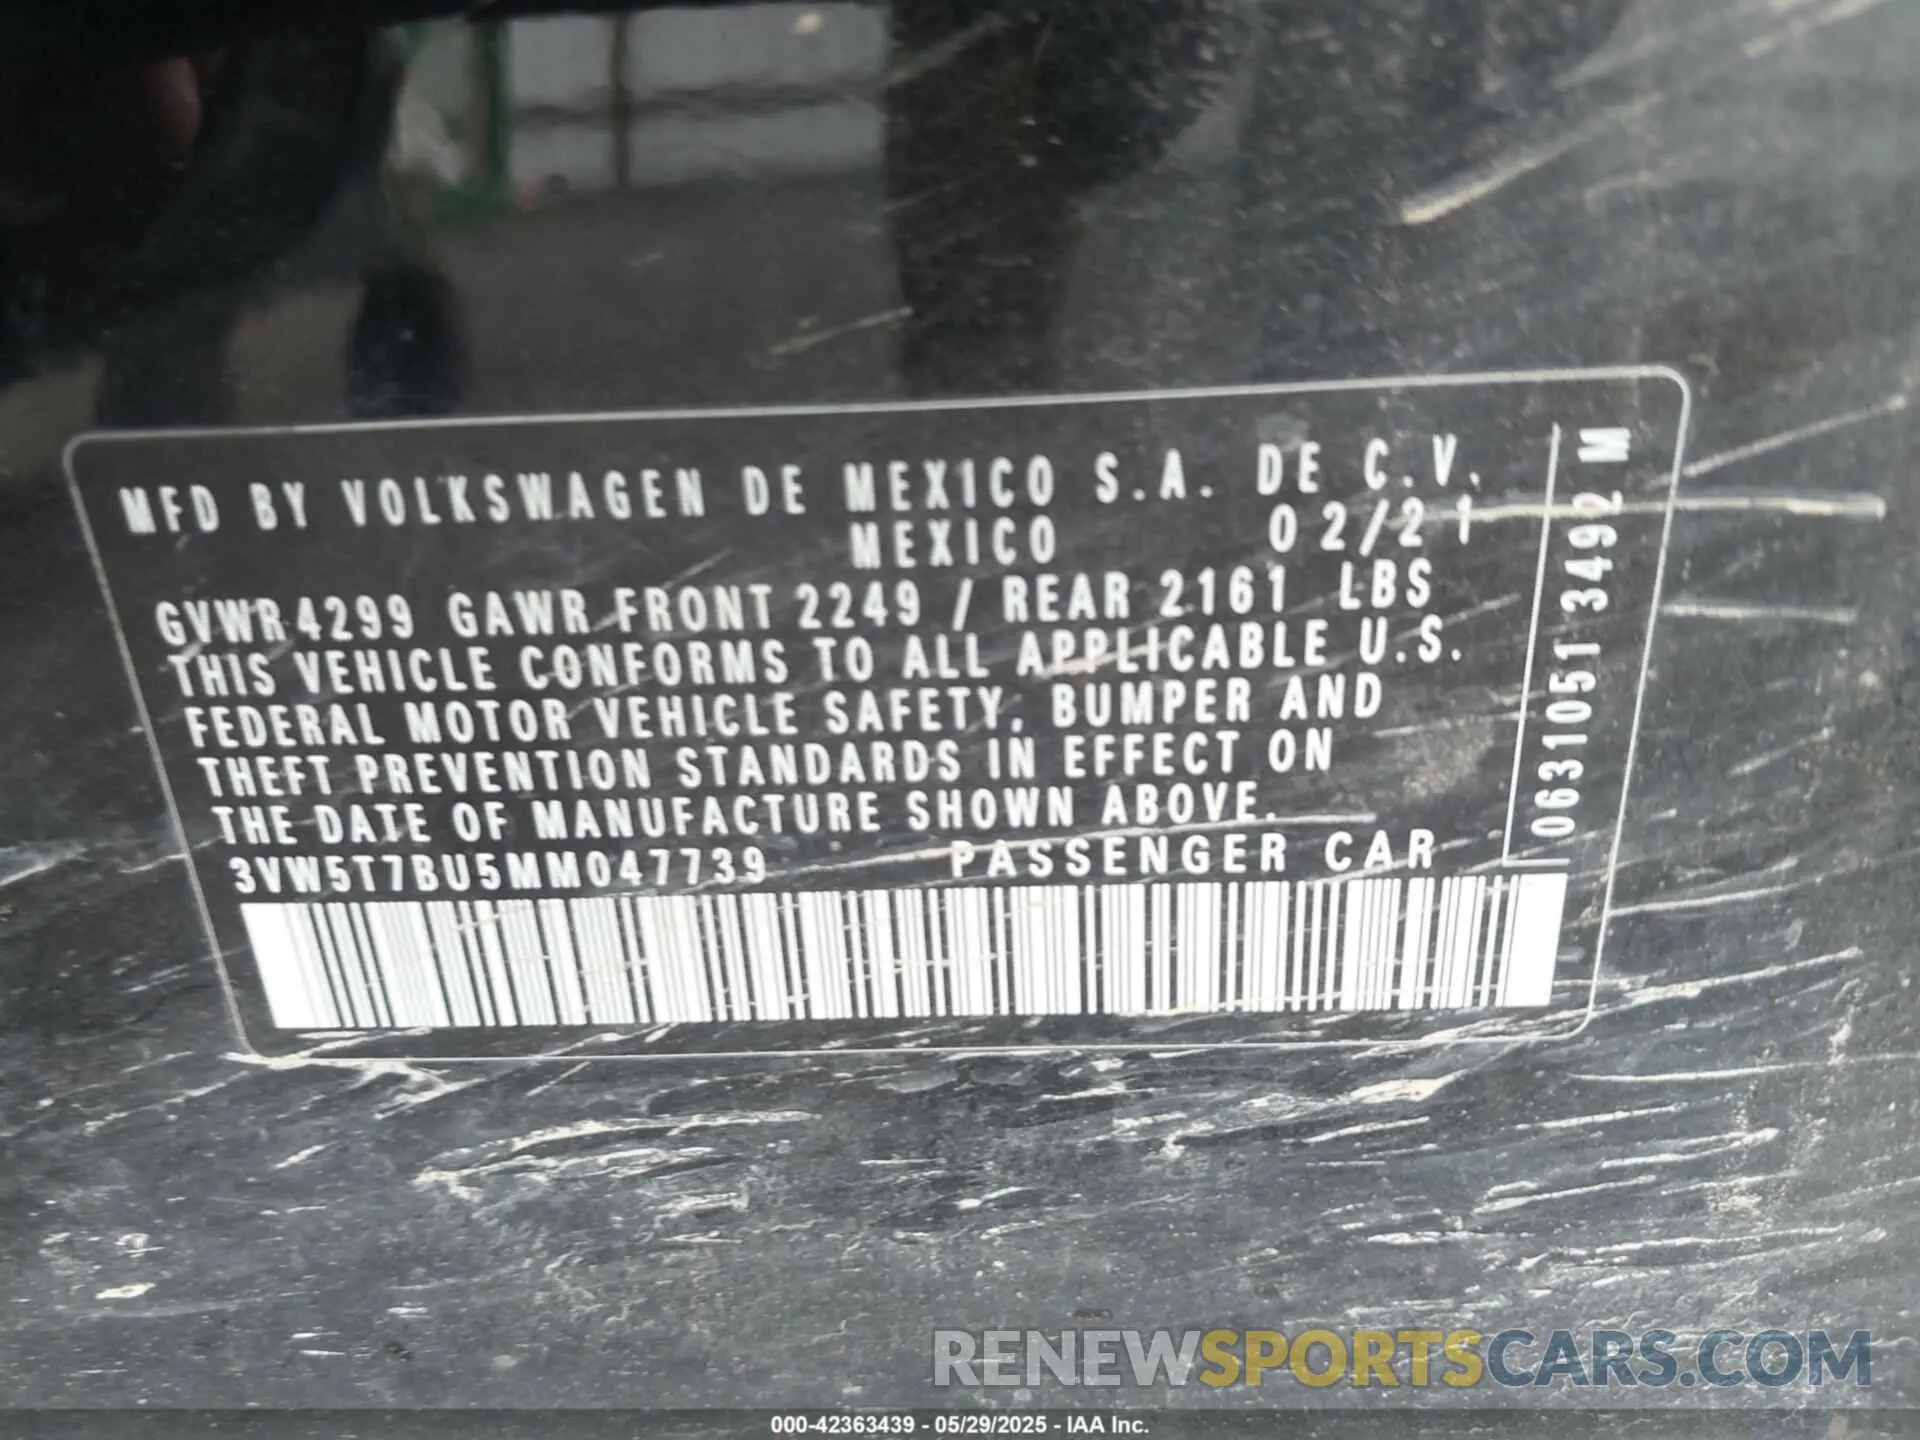 MFD BY VOLKSWAGEN DE MEXICO S.A. DE C.V.
MEXICO 02/21
GVWR 4299 GAWR FRONT 2249 / REAR 2161 LBS
THIS VEHICLE CONFORMS TO ALL APPLICABLE U.S.
FEDERAL MOTOR VEHICLE SAFETY, BUMPER AND
THEFT PREVENTION STANDARDS IN EFFECT ON
THE DATE OF MANUFACTURE SHOWN ABOVE.
3VW5T7BU5MM047739 PASSENGER CAR
0631051 3492 M
RENEWSPORTSCARS.COM
000-42363439 - 05/29/2025 - IAA Inc.